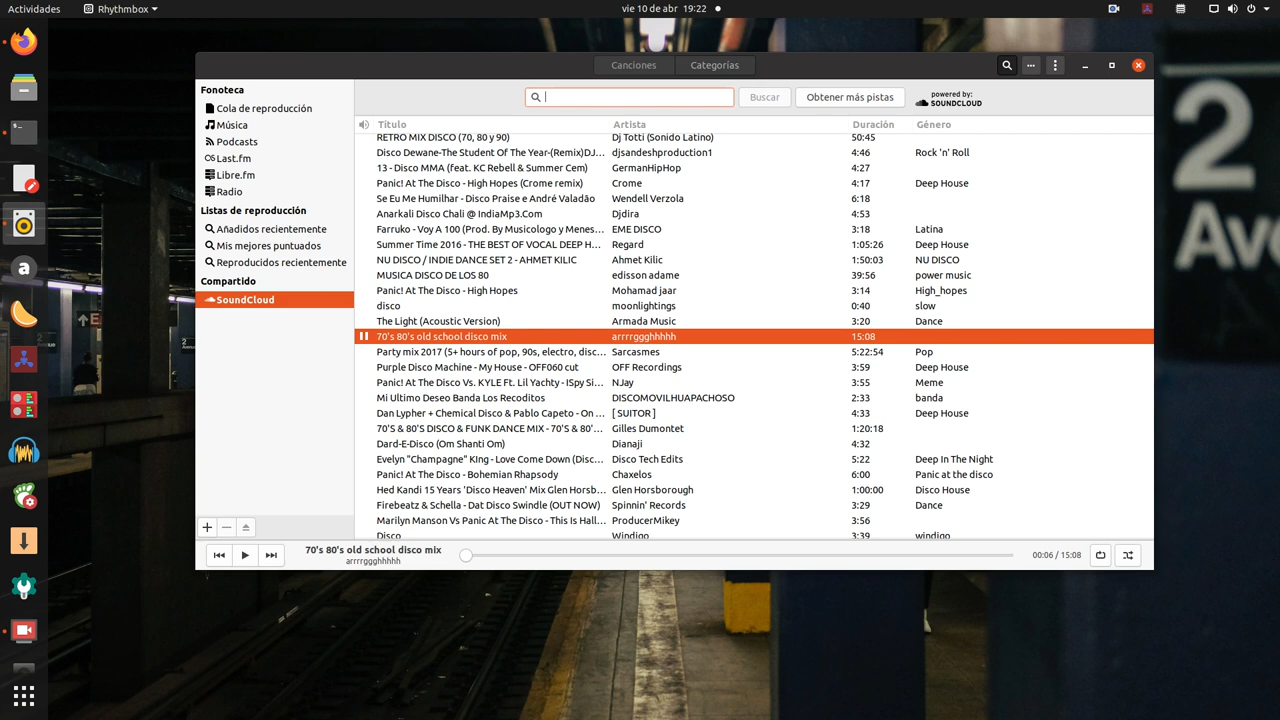 Actividades Rhythmbox vie 10 de abr 19:22
Canciones Categorías
Fonoteca
Cola de reproducción
Música
Podcasts
Last.fm
Libre.fm
Radio
Listas de reproducción
Añadidos recientemente
Mis mejores puntuados
Reproducidos recientemente
Compartido
SoundCloud
Buscar Obtener más pistas powered by:
SOUNDCLOUD
Título Artista Duración Género
RETRO MIX DISCO (70, 80 y 90) Dj Totti (Sonido Latino) 50:45
Disco Dewane-The Student Of The Year-(Remix)DJ... djsandeshproduction1 4:46 Rock 'n' Roll
13 - Disco MMA (feat. KC Rebell & Summer Cem) GermanHipHop 4:27
Panic! At The Disco - High Hopes (Crome remix) Crome 4:17 Deep House
Se Eu Me Humilhar - Disco Praise e André Valadão Wendell Verzola 6:18
Anarkali Disco Chali @ IndiaMp3.Com Djdira 4:53
Farruko - Voy A 100 (Prod. By Musicologo y Menes... EME DISCO 3:18 Latina
Summer Time 2016 - THE BEST OF VOCAL DEEP H... Regard 1:05:26 Deep House
NU DISCO / INDIE DANCE SET 2 - AHMET KILIC Ahmet Kilic 1:50:03 NU DISCO
MUSICA DISCO DE LOS 80 edisson adame 39:56 power music
Panic! At The Disco - High Hopes Mohamad jaar 3:14 High_hopes
disco moonlightings 0:40 slow
The Light (Acoustic Version) Armada Music 3:20 Dance
70's 80's old school disco mix arrrrggghhhhh 15:08
Party mix 2017 (5+ hours of pop, 90s, electro, disc... Sarcasmes 5:22:54 Pop
Purple Disco Machine - My House - OFF060 cut OFF Recordings 3:59 Deep House
Panic! At The Disco Vs. KYLE Ft. Lil Yachty - ISpy Si... NJay 3:55 Meme
Mi Ultimo Deseo Banda Los Recoditos DISCOMOVILHUAPACHOSO 2:33 banda
Dan Lypher + Chemical Disco & Pablo Capeto - On ... [ SUITOR ] 4:33 Deep House
70'S & 80'S DISCO & FUNK DANCE MIX - 70'S & 80'... Gilles Dumontet 1:20:18
Dard-E-Disco (Om Shanti Om) Dianaji 4:32
Evelyn "Champagne" KIng - Love Come Down (Disc... Disco Tech Edits 5:22 Deep In The Night
Panic! At The Disco - Bohemian Rhapsody Chaxelos 6:00 Panic at the disco
Hed Kandi 15 Years 'Disco Heaven' Mix Glen Horsb... Glen Horsborough 1:00:00 Disco House
Firebeatz & Schella - Dat Disco Swindle (OUT NOW) Spinnin' Records 3:29 Dance
Marilyn Manson Vs Panic At The Disco - This Is Hall... ProducerMikey 3:56
Disco Windigo 3:39 windigo
70's 80's old school disco mix
arrrrggghhhhh
00:06 / 15:08
2
Ave
E
2